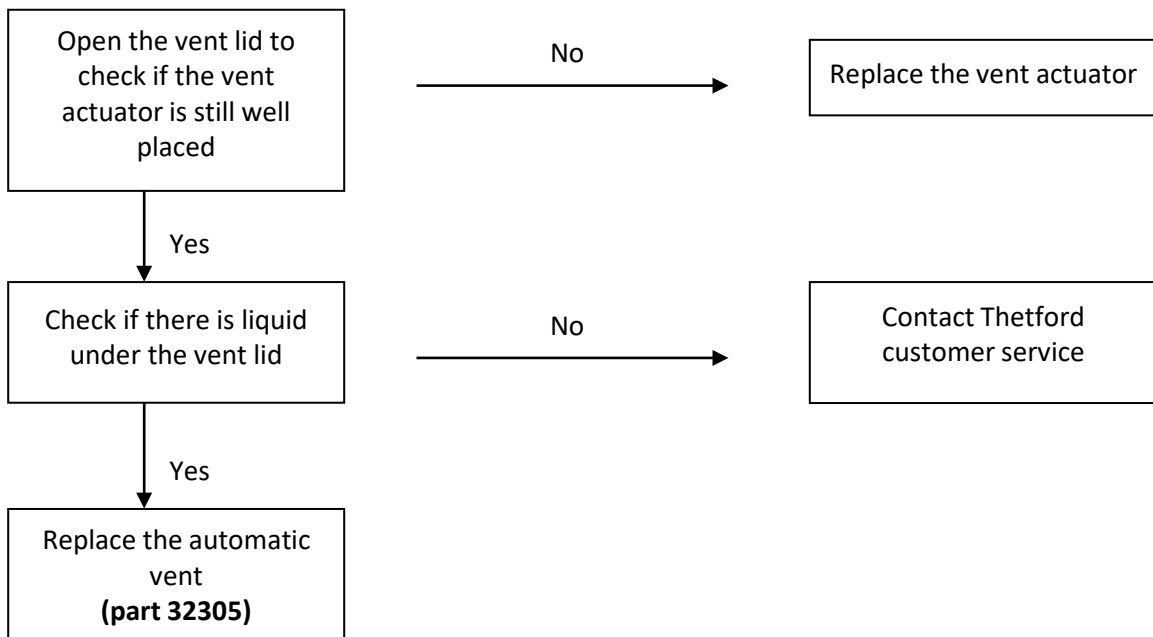 Open the vent lid to
check if the vent
actuator is still well
placed
No
Replace the vent actuator
Yes
Check if there is liquid
under the vent lid
No
Contact Thetford
customer service
Yes
Replace the automatic
vent
(part 32305)